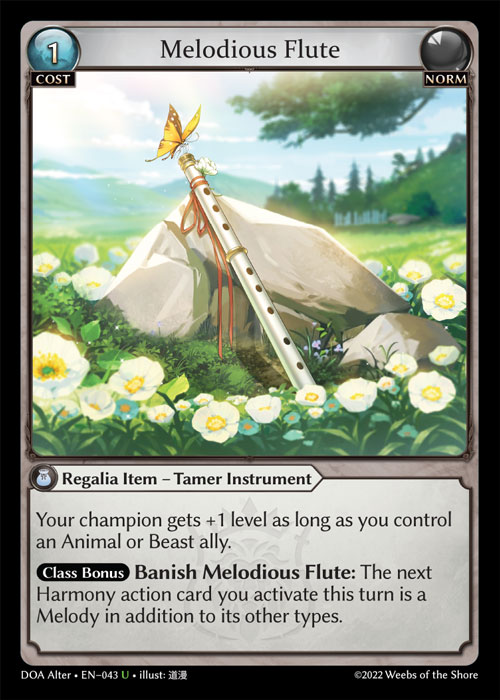 1
Melodious Flute
COST
NORM
Regalia Item – Tamer Instrument
Your champion gets +1 level as long as you control
an Animal or Beast ally.
Class Bonus Banish Melodious Flute: The next
Harmony action card you activate this turn is a
Melody in addition to its other types.
DOA Alter • EN–043 U • illust: 道漫
©2022 Weebs of the Shore